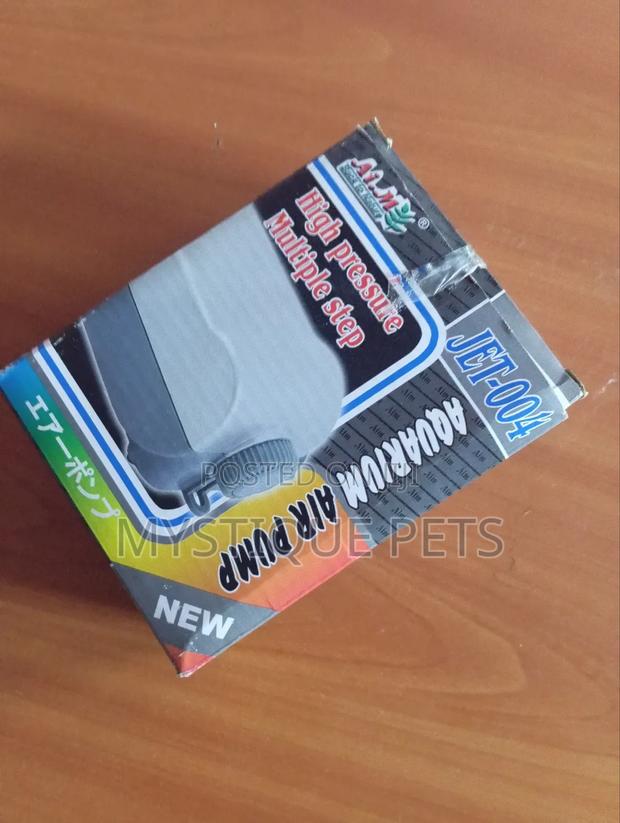 Aim
®
High pressure
Multiple step
JET-004
AQUARIUM
AIR PUMP
エアーポンプ
NEW
POSTED ON JIJI
MYSTIQUE PETS